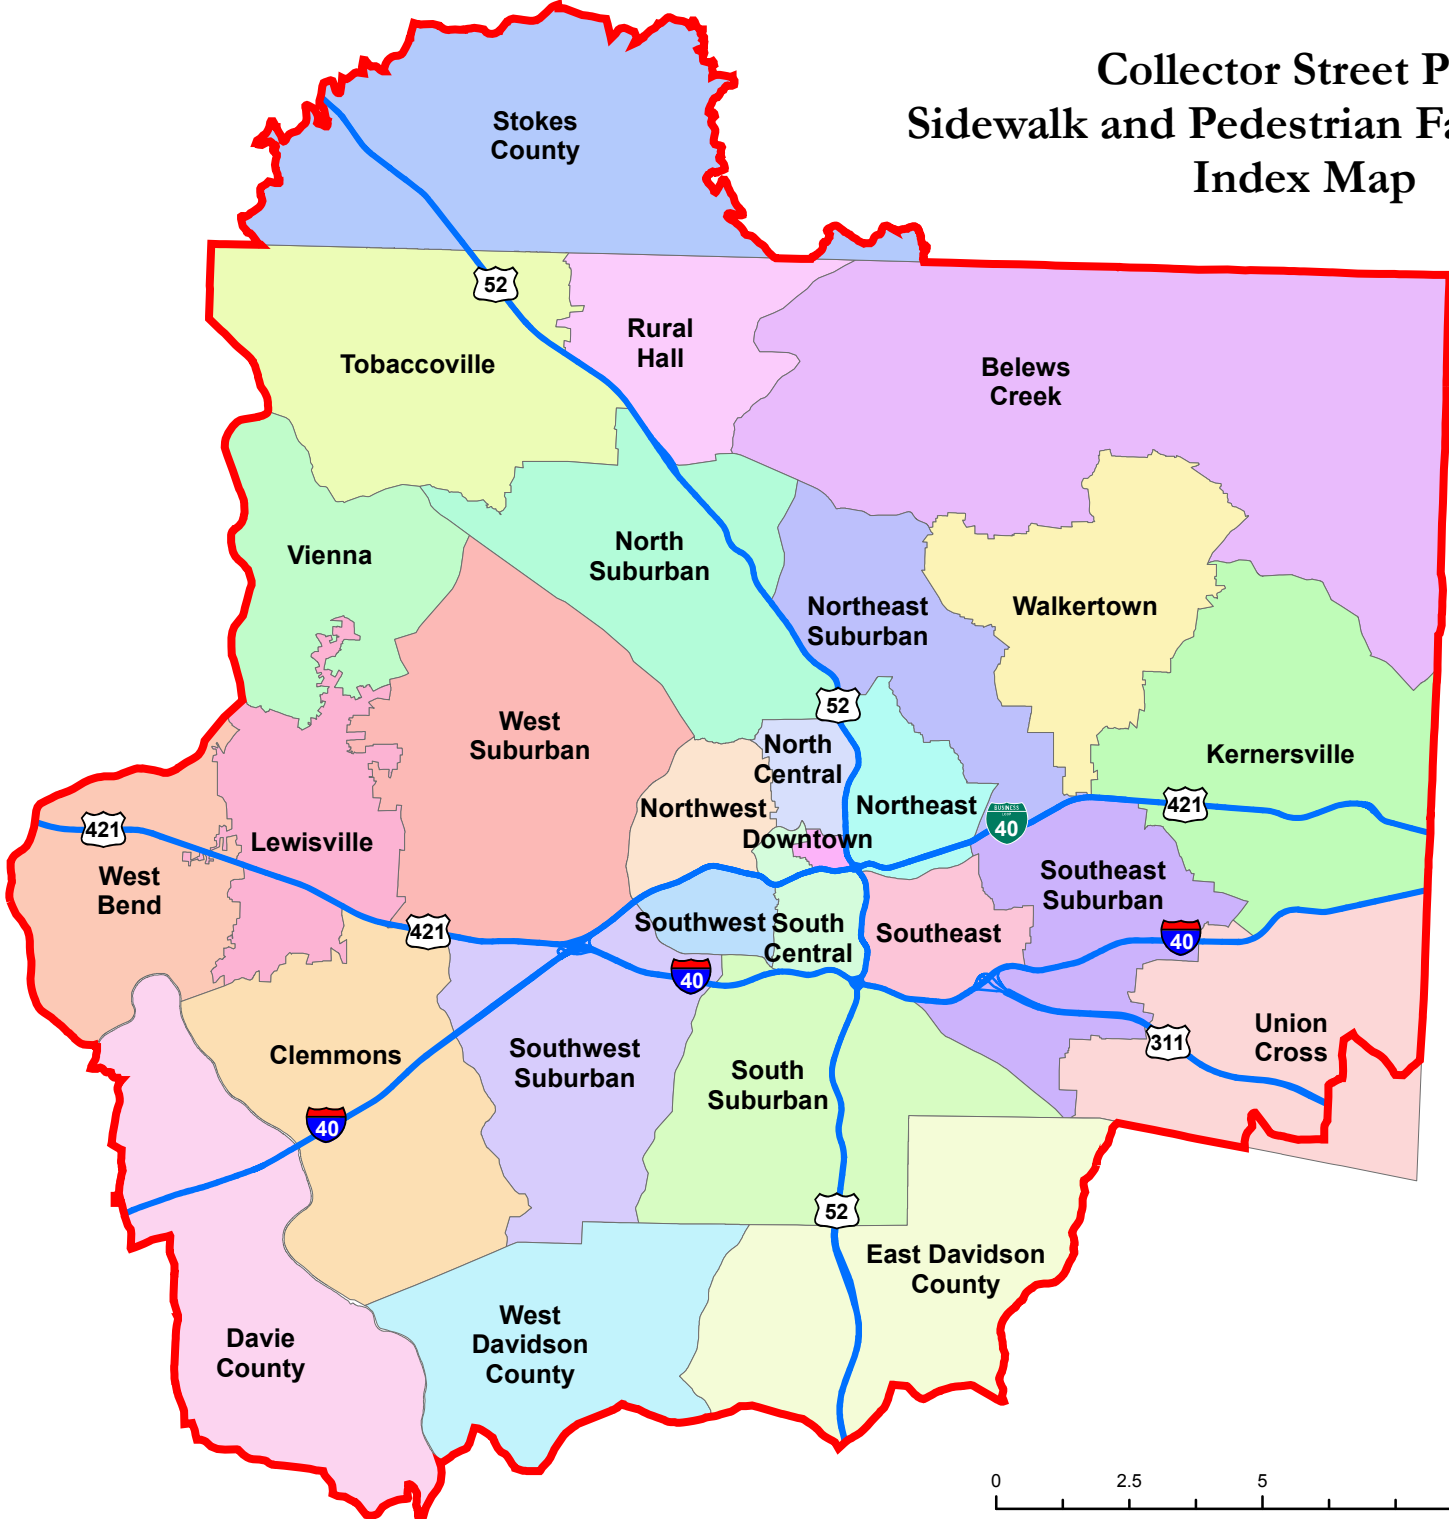 Collector Street P
Sidewalk and Pedestrian Fa
Index Map
Stokes
County
52
Rural
Hall
Tobaccoville
Belews
Creek
Vienna
North
Suburban
Northeast
Suburban
Walkertown
52
West
Suburban
North
Central
Kernersville
Northwest
Northeast
421
BUSINESS
40
421
Downtown
Lewisville
West
Bend
Southeast
Suburban
421
Southwest
South
Central
Southeast
40
40
Union
Cross
311
Clemmons
Southwest
Suburban
South
Suburban
40
52
East Davidson
County
West
Davidson
County
Davie
County
0 2.5 5